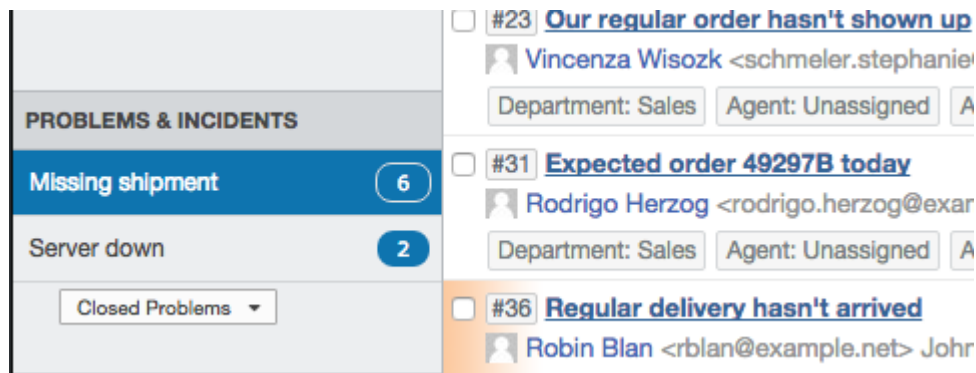 PROBLEMS & INCIDENTS
Missing shipment 6
Server down 2
Closed Problems
#23 Our regular order hasn't shown up
Vincenza Wisozk <schmeler.stephanie
Department: Sales Agent: Unassigned A
#31 Expected order 49297B today
Rodrigo Herzog <rodrigo.herzog@exam
Department: Sales Agent: Unassigned A
#36 Regular delivery hasn't arrived
Robin Blan <rblan@example.net> John